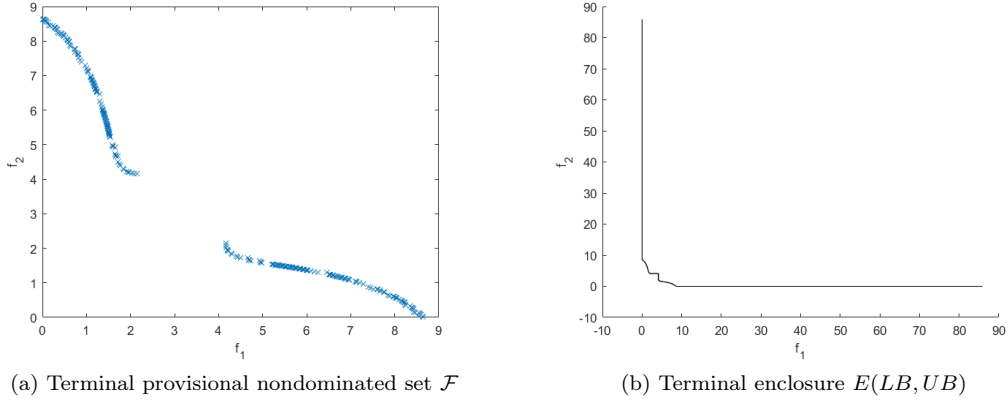 9
8
7
6
5
4
3
2
1
0
f2
0 1 2 3 4 5 6 7 8 9
f1
(a) Terminal provisional nondominated set F
90
80
70
60
50
40
30
20
10
0
-10
f2
-10 0 10 20 30 40 50 60 70 80 90
f1
(b) Terminal enclosure E(LB, UB)